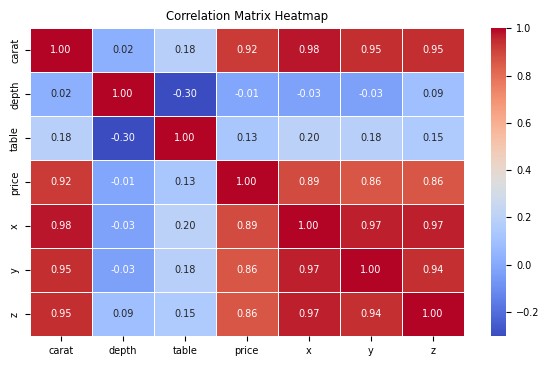 Correlation Matrix Heatmap
carat 1.00 0.02 0.18 0.92 0.98 0.95 0.95
depth 0.02 1.00 -0.30 -0.01 -0.03 -0.03 0.09
table 0.18 -0.30 1.00 0.13 0.20 0.18 0.15
price 0.92 -0.01 0.13 1.00 0.89 0.86 0.86
x 0.98 -0.03 0.20 0.89 1.00 0.97 0.97
y 0.95 -0.03 0.18 0.86 0.97 1.00 0.94
z 0.95 0.09 0.15 0.86 0.97 0.94 1.00
carat depth table price x y z
1.0
0.8
0.6
0.4
0.2
0.0
−0.2